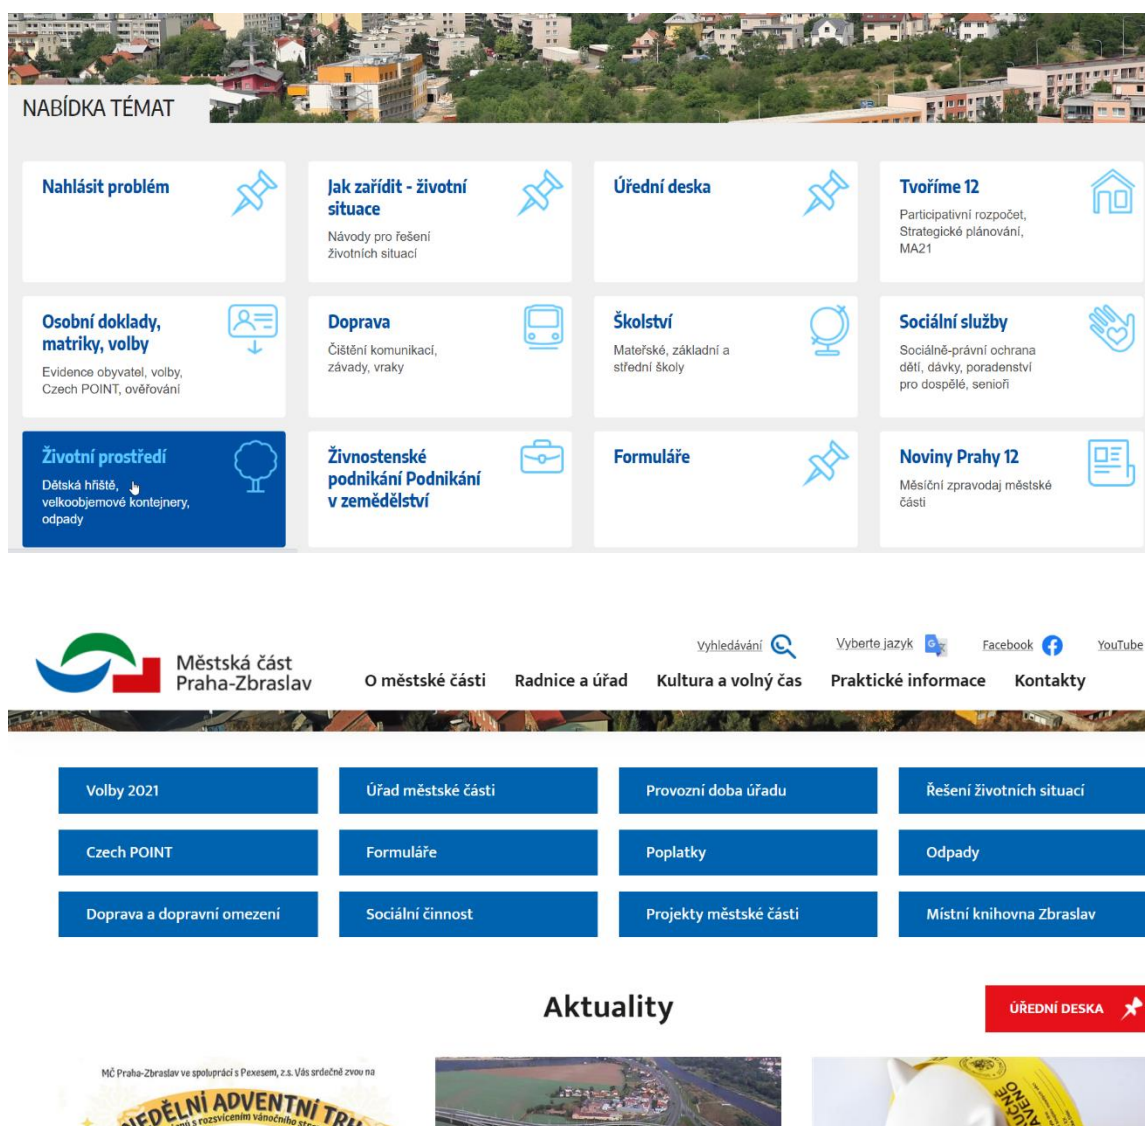 NABÍDKA TÉMAT
Nahlásit problém
Jak zařídit - životní
situace
Návody pro řešení
životních situací
Úřední deska
Tvoříme 12
Participativní rozpočet,
Strategické plánování,
MA21
Osobní doklady,
matriky, volby
Evidence obyvatel, volby,
Czech POINT, ověřování
Doprava
Čištění komunikací,
závady, vraky
Školství
Mateřské, základní a
střední školy
Sociální služby
Sociálně-právní ochrana
dětí, dávky, poradenství
pro dospělé, senioři
Životní prostředí
Dětská hřiště,
velkoobjemové kontejnery,
odpady
Živnostenské
podnikání Podnikání
v zemědělství
Formuláře
Noviny Prahy 12
Měsíční zpravodaj městské
části
Městská část
Praha-Zbraslav
Vyhledávání
Vyberte jazyk
Facebook
YouTube
O městské části
Radnice a úřad
Kultura a volný čas
Praktické informace
Kontakty
Volby 2021
Úřad městské části
Provozní doba úřadu
Řešení životních situací
Czech POINT
Formuláře
Poplatky
Odpady
Doprava a dopravní omezení
Sociální činnost
Projekty městské části
Místní knihovna Zbraslav
Aktuality
ÚŘEDNÍ DESKA
MČ Praha-Zbraslav ve spolupráci s Pexesem, z.s. Vás srdečně zvou na
ADVENTNÍ
s rozsvícením vánočního